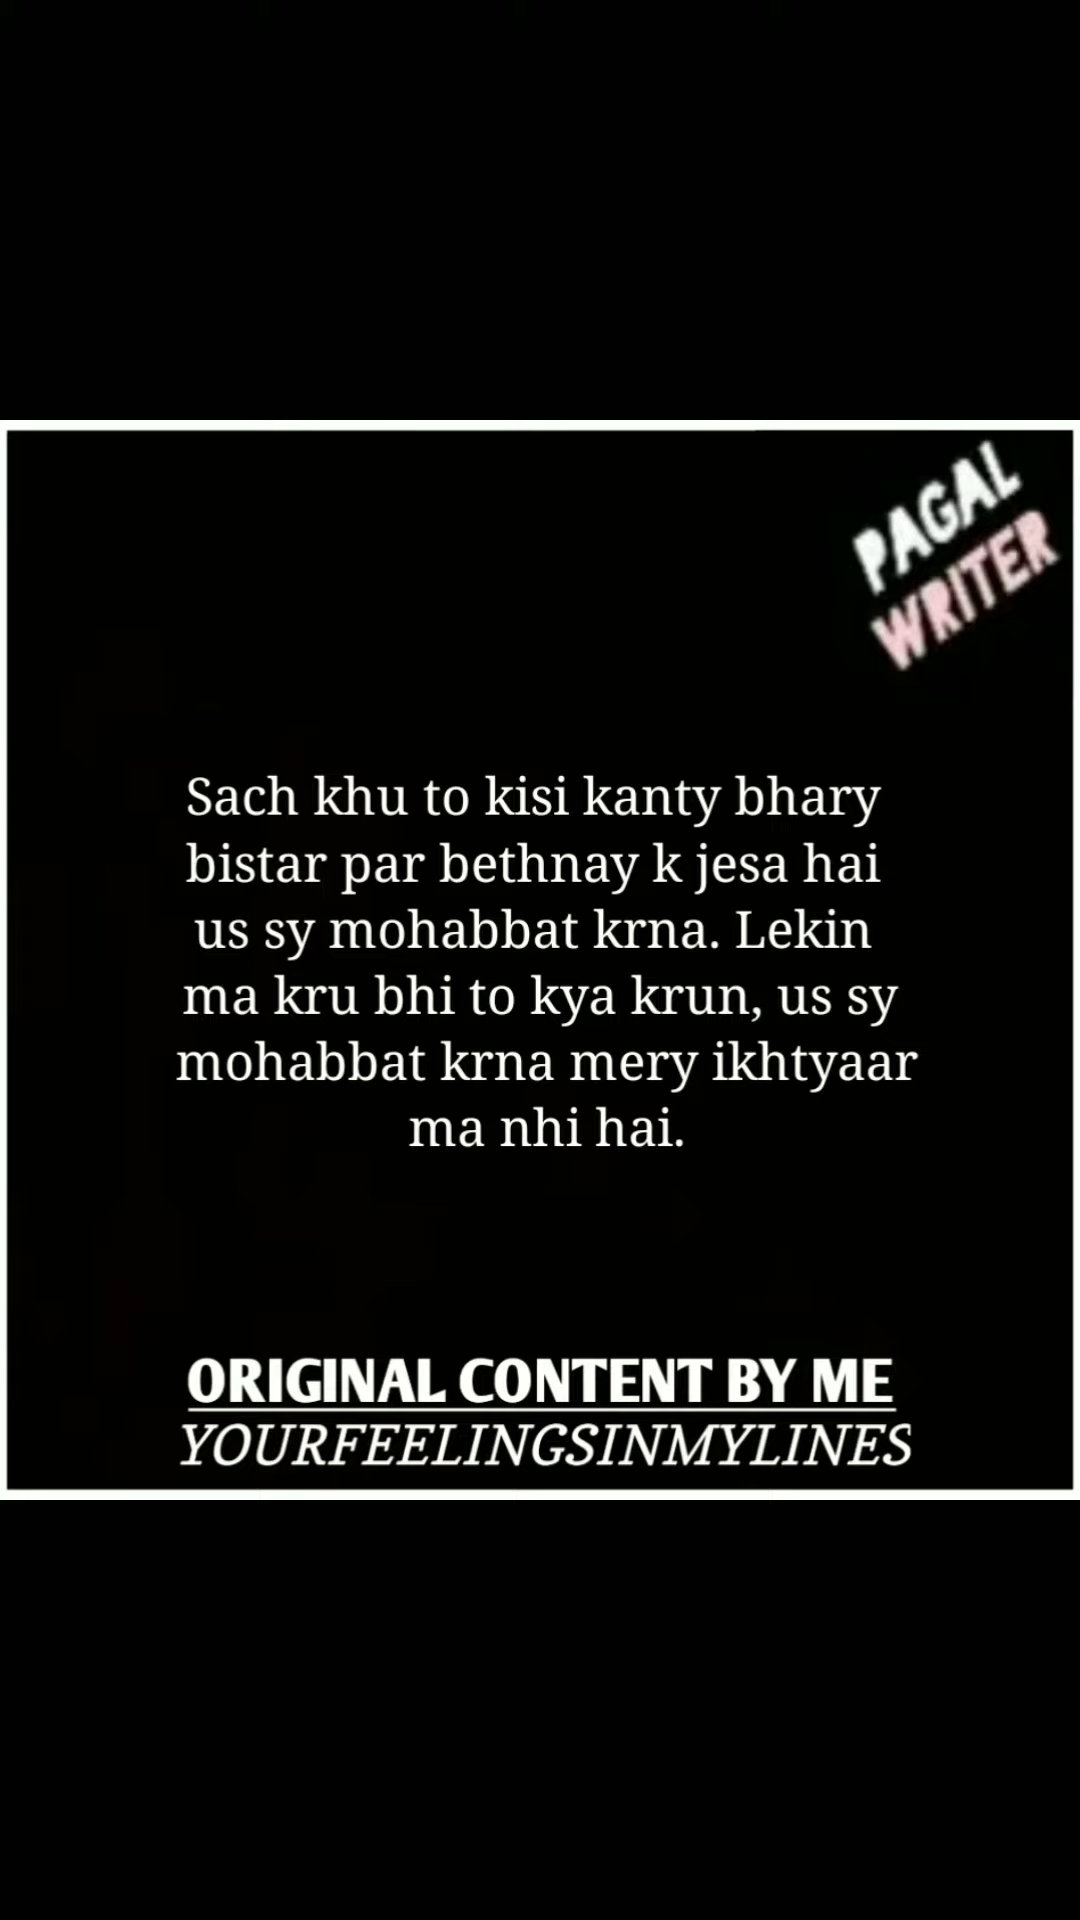 PAGAL
WRITER
Sach khu to kisi kanty bhary
bistar par bethnay k jesa hai
us sy mohabbat krna. Lekin
ma kru bhi to kya krun, us sy
mohabbat krna mery ikhtyaar
ma nhi hai.
ORIGINAL CONTENT BY ME
YOURFEELINGSINMYLINES